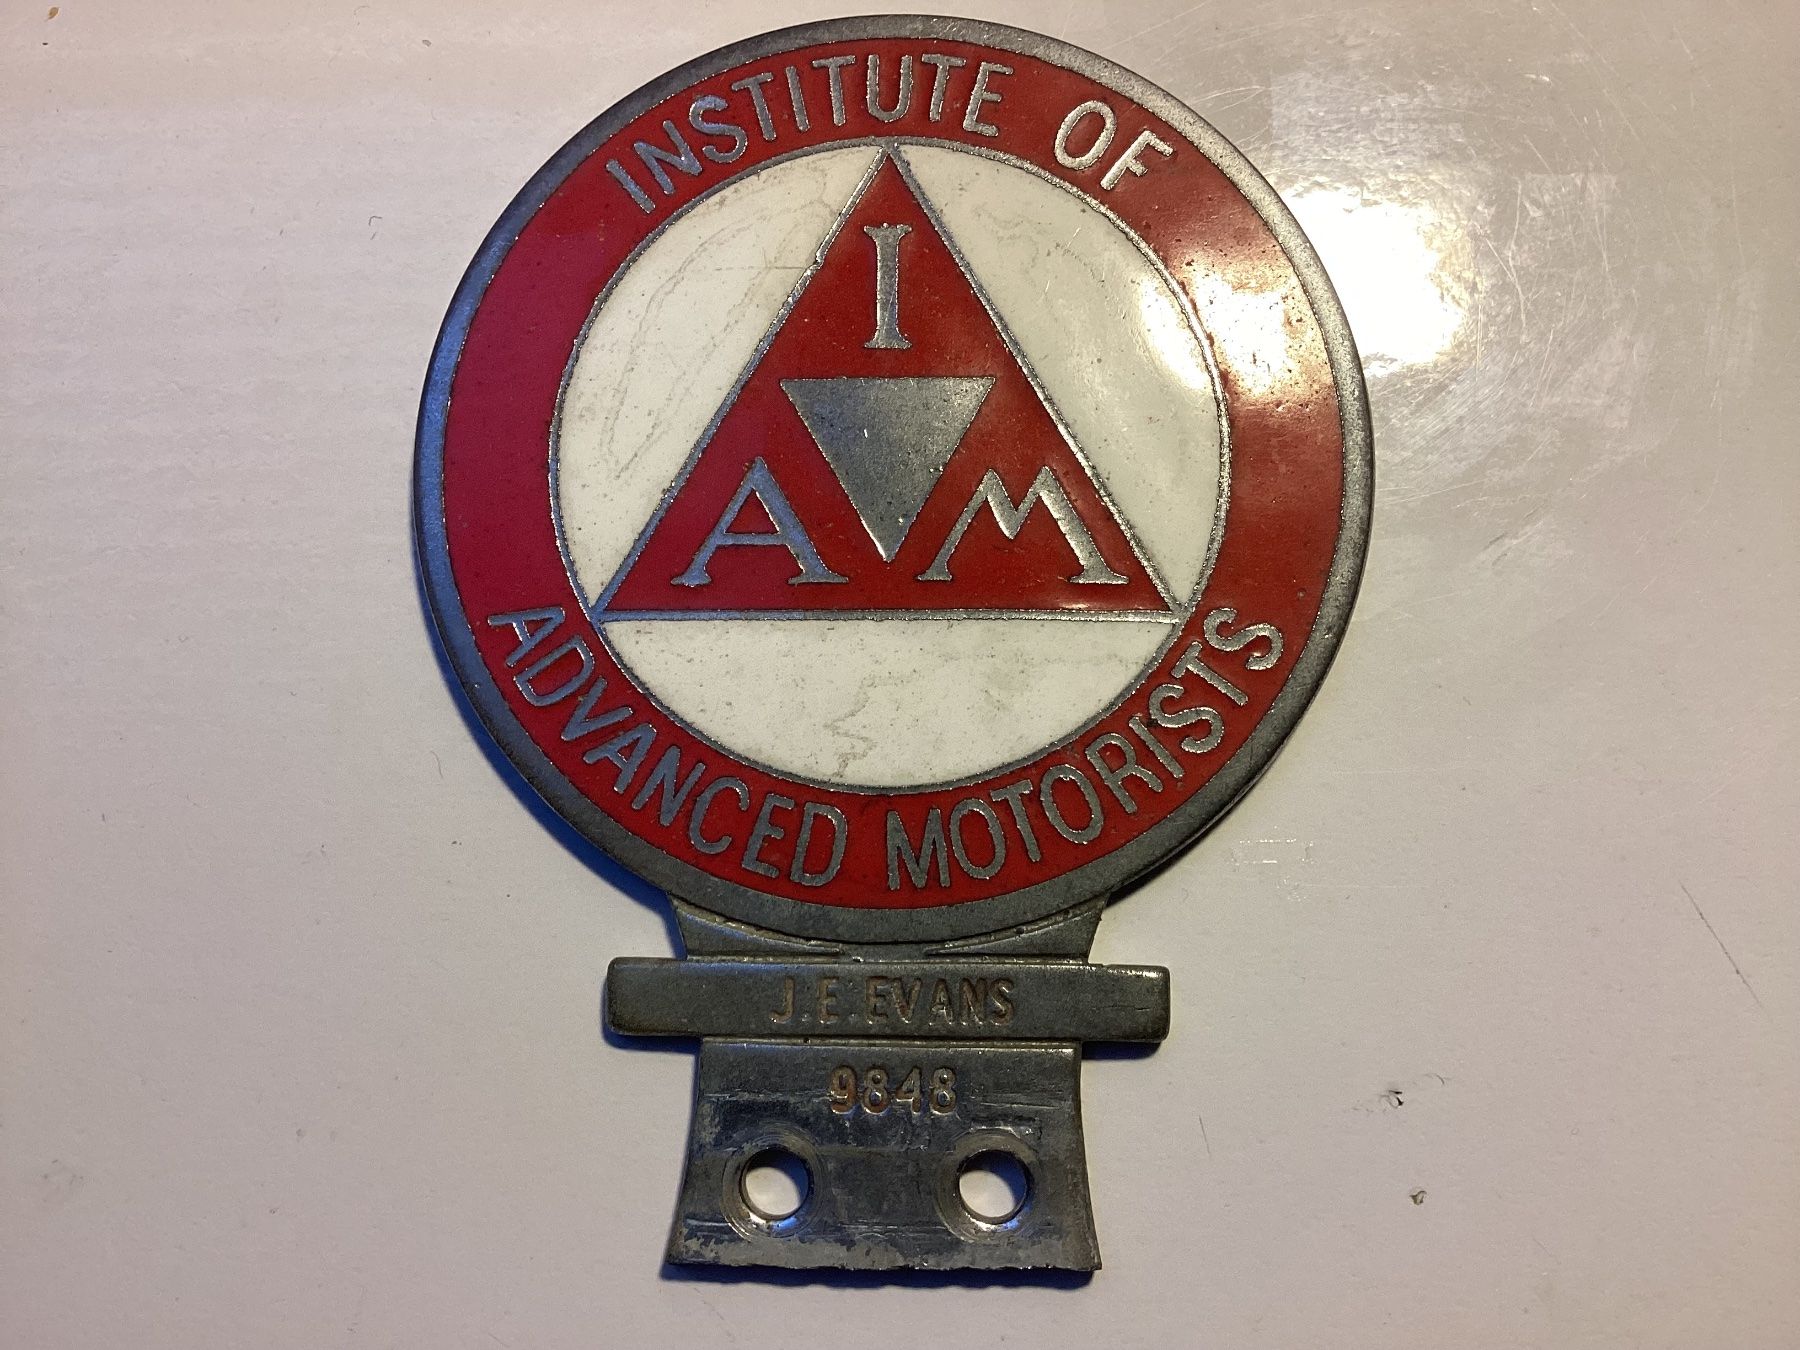 INSTITUTE OF
I
A M
ADVANCED MOTORISTS
J.E.EVANS
9848